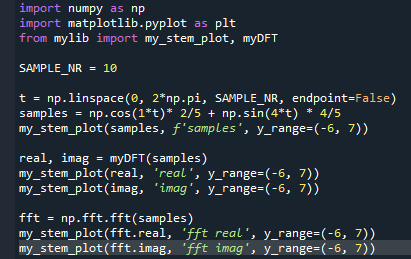 import numpy as np
import matplotlib.pyplot as plt
from mylib import my_stem_plot, myDFT
SAMPLE_NR = 10
t = np.linspace(0, 2*np.pi, SAMPLE_NR, endpoint=False)
samples = np.cos(1*t)* 2/5 + np.sin(4*t) * 4/5
my_stem_plot(samples, f'samples', y_range=(-6, 7))
real, imag = myDFT(samples)
my_stem_plot(real, 'real', y_range=(-6, 7))
my_stem_plot(imag, 'imag', y_range=(-6, 7))
fft = np.fft.fft(samples)
my_stem_plot(fft.real, 'fft real', y_range=(-6, 7))
my_stem_plot(fft.imag, 'fft imag', y_range=(-6, 7))